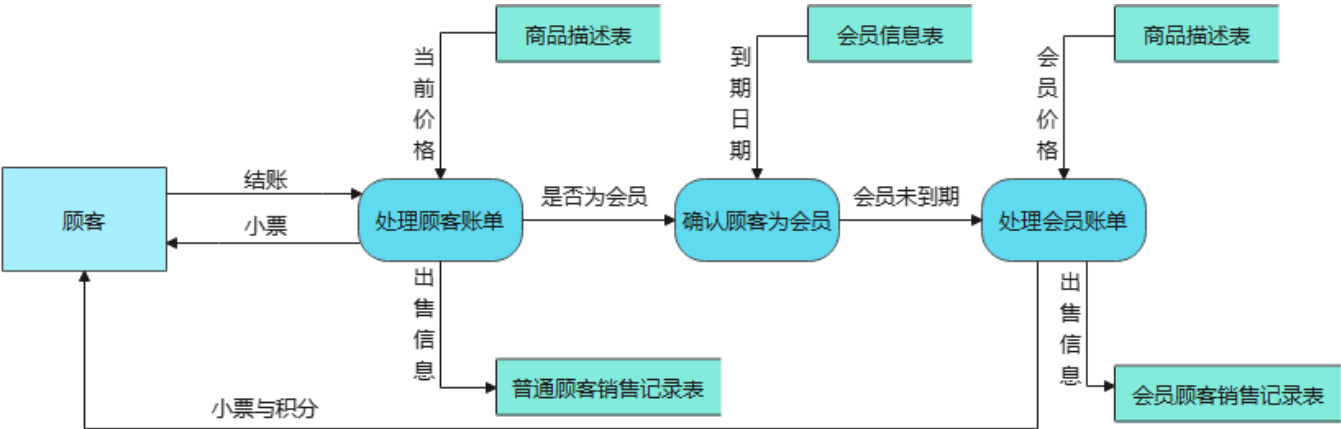 商品描述表
会员信息表
商品描述表
当前价格
到期日期
会员价格
结账
顾客
小票
处理顾客账单
是否为会员
确认顾客为会员
会员未到期
处理会员账单
出售信息
出售信息
普通顾客销售记录表
会员顾客销售记录表
小票与积分